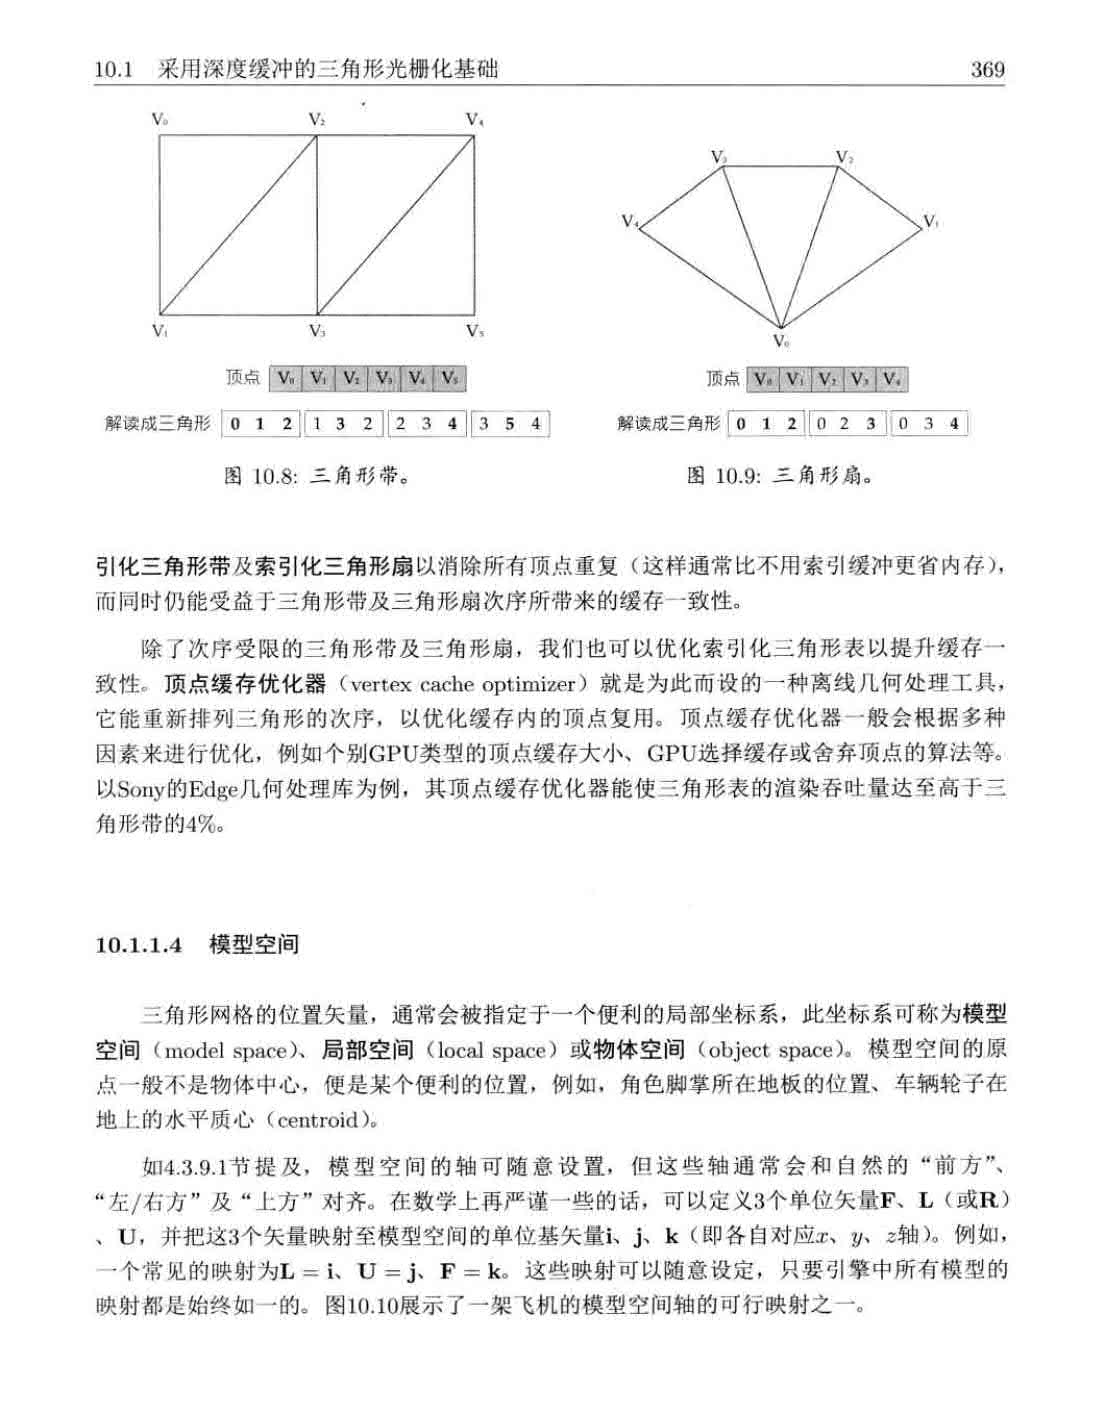 10.1 采用深度缓冲的三角形光栅化基础 369
V₀ V₂ V₄
V₁ V₃ V₅
V₃ V₂
V₄ V₁
V₀
顶点 V₀ V₁ V₂ V₃ V₄ V₅
解读成三角形 0 1 2 1 3 2 2 3 4 3 5 4
图 10.8: 三角形带。
顶点 V₀ V₁ V₂ V₃ V₄
解读成三角形 0 1 2 0 2 3 0 3 4
图 10.9: 三角形扇。
引化三角形带及索引化三角形扇以消除所有顶点重复（这样通常比不用索引缓冲更省内存），
而同时仍能受益于三角形带及三角形扇次序所带来的缓存一致性。
除了次序受限的三角形带及三角形扇，我们也可以优化索引化三角形表以提升缓存一
致性。顶点缓存优化器（vertex cache optimizer）就是为此而设的一种离线几何处理工具，
它能重新排列三角形的次序，以优化缓存内的顶点复用。顶点缓存优化器一般会根据多种
因素来进行优化，例如个别GPU类型的顶点缓存大小、GPU选择缓存或舍弃顶点的算法等。
以Sony的Edge几何处理库为例，其顶点缓存优化器能使三角形表的渲染吞吐量达至高于三
角形带的4%。
10.1.1.4 模型空间
三角形网格的位置矢量，通常会被指定于一个便利的局部坐标系，此坐标系可称为模型
空间（model space）、局部空间（local space）或物体空间（object space）。模型空间的原
点一般不是物体中心，便是某个便利的位置，例如，角色脚掌所在地板的位置、车辆轮子在
地上的水平质心（centroid）。
如4.3.9.1节提及，模型空间的轴可随意设置，但这些轴通常会和自然的“前方”、
“左/右方”及“上方”对齐。在数学上再严谨一些的话，可以定义3个单位矢量F、L（或R）
、U，并把这3个矢量映射至模型空间的单位基矢量i、j、k（即各自对应x、y、z轴）。例如，
一个常见的映射为L = i、U = j、F = k。这些映射可以随意设定，只要引擎中所有模型的
映射都是始终如一的。图10.10展示了一架飞机的模型空间轴的可行映射之一。